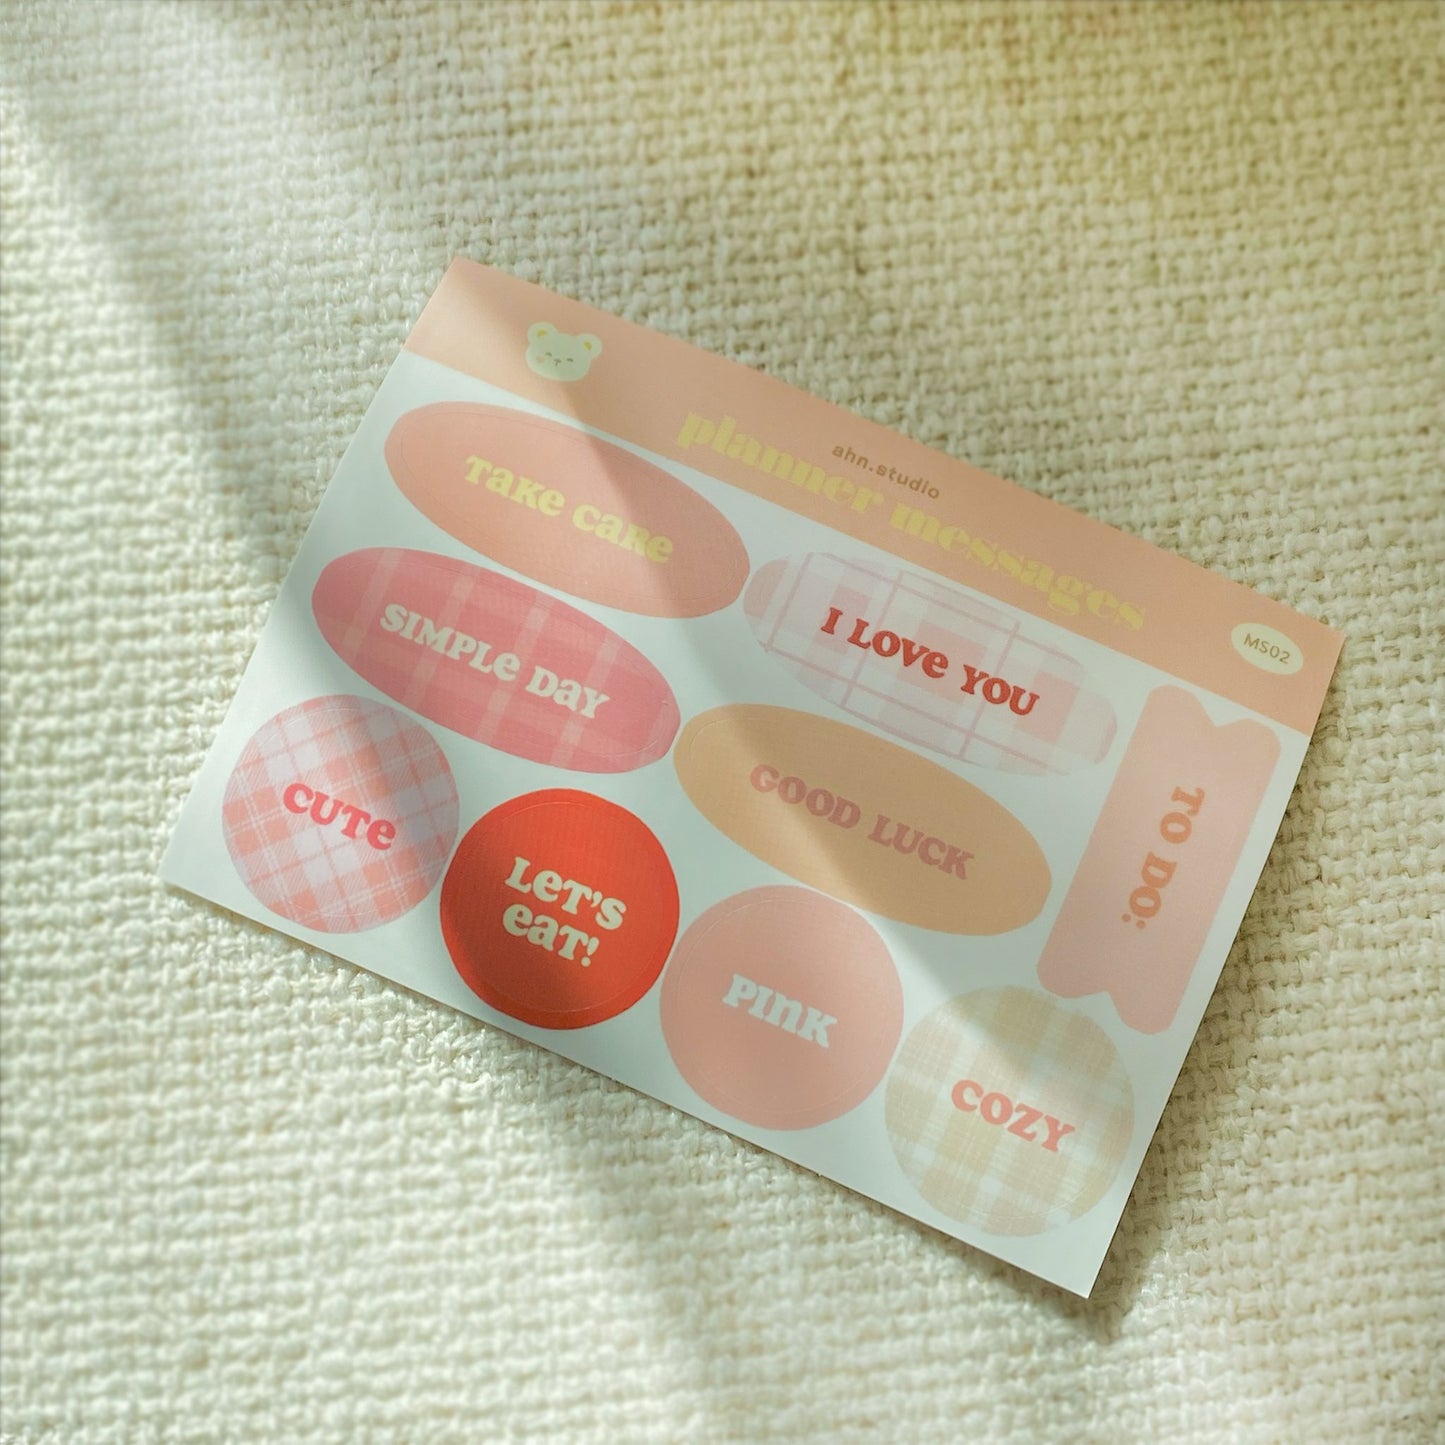 ahn.studio
planner messages
MS02
TAKE CARE
I LOVE YOU
SIMPLE DAY
GOOD LUCK
TO DO:
CUTE
LET'S
EAT!
PINK
COZY